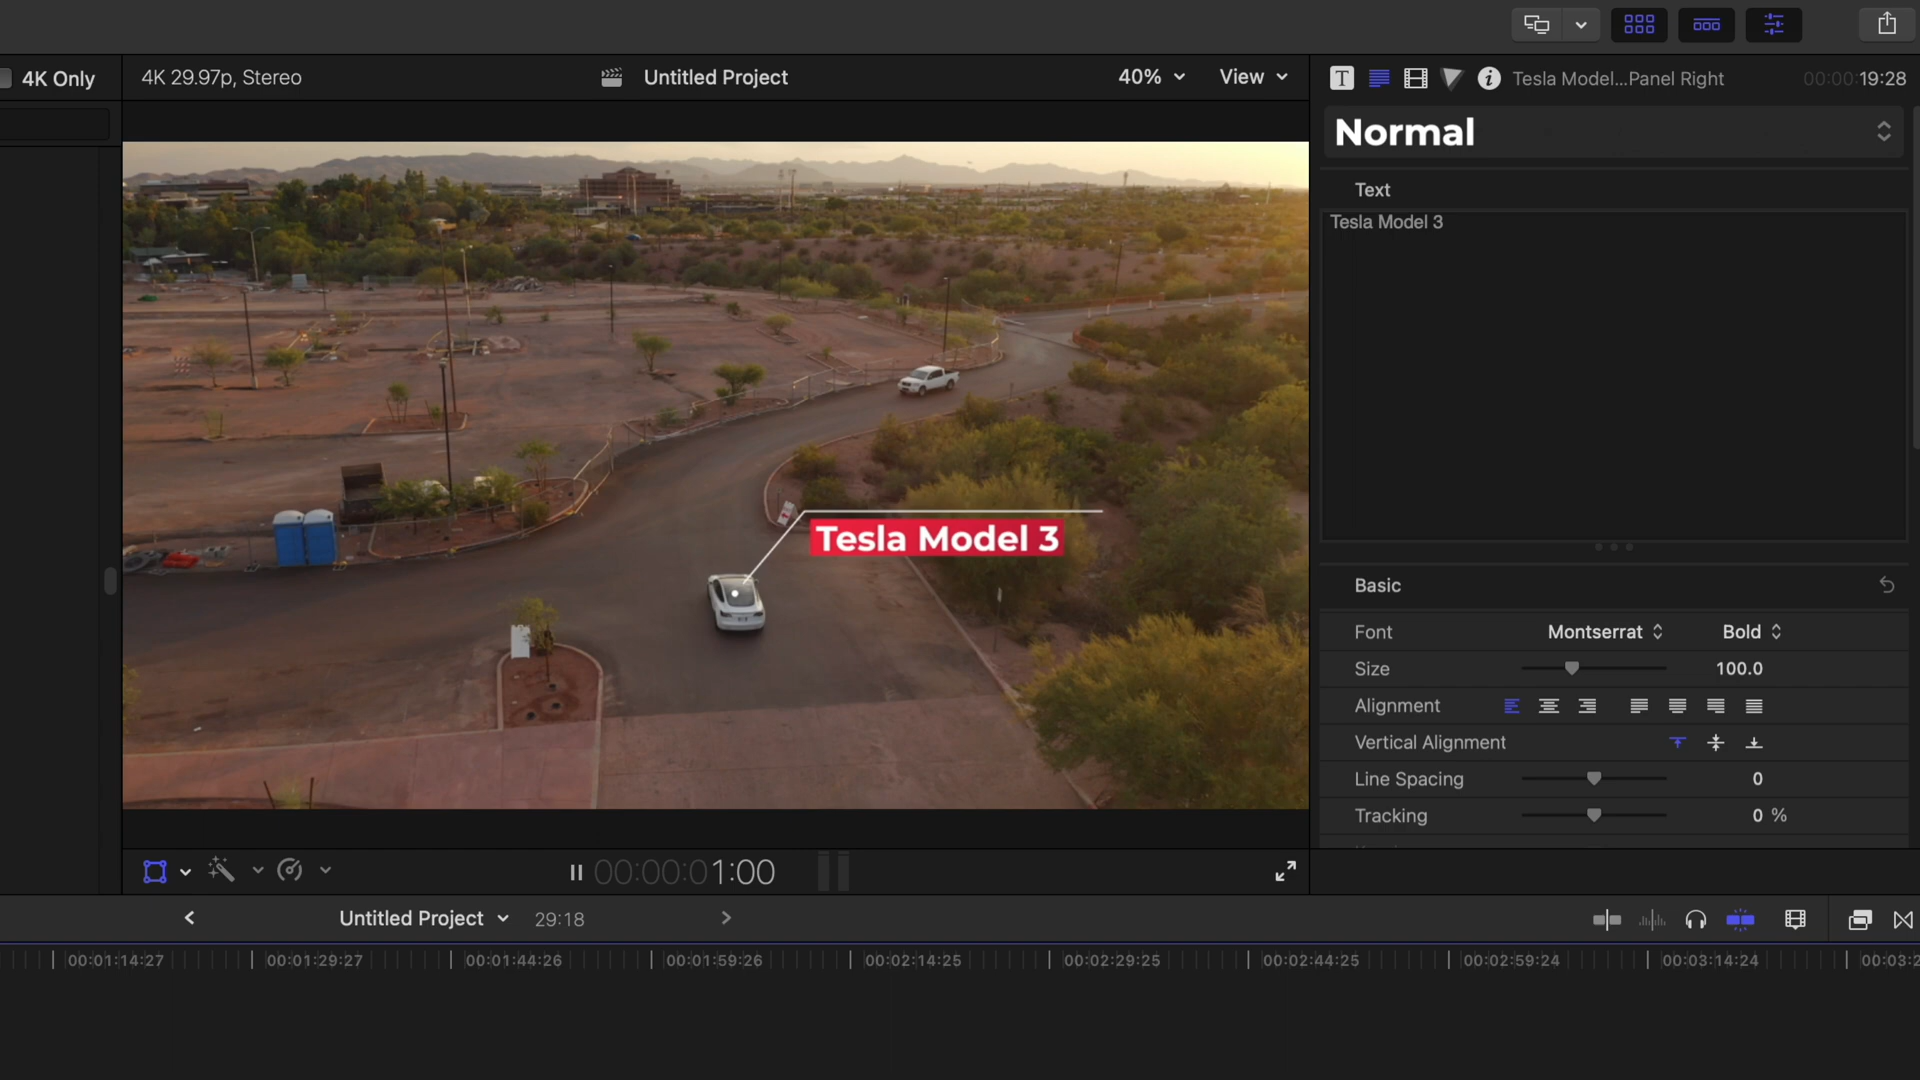 4K Only
4K 29.97p, Stereo
Untitled Project
40%
View
T
i
Tesla Model...Panel Right
00:00:19:28
Normal
Text
Tesla Model 3
Tesla Model 3
Basic
Font
Montserrat
Bold
Size
100.0
Alignment
Vertical Alignment
Line Spacing
0
Tracking
0 %
00:00:01:00
Untitled Project
29:18
00:01:14:27
00:01:29:27
00:01:44:26
00:01:59:26
00:02:14:25
00:02:29:25
00:02:44:25
00:02:59:24
00:03:14:24
00:03:2